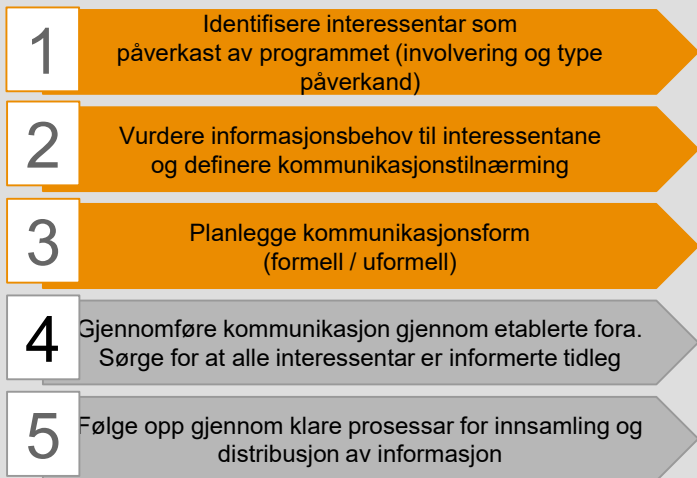 1
Identifisere interessentar som
påverkast av programmet (involvering og type
påverkand)
2
Vurdere informasjonsbehov til interessentane
og definere kommunikasjonstilnærming
3
Planlegge kommunikasjonsform
(formell / uformell)
4
Gjennomføre kommunikasjon gjennom etablerte fora.
Sørge for at alle interessentar er informerte tidleg
5
Følge opp gjennom klare prosessar for innsamling og
distribusjon av informasjon